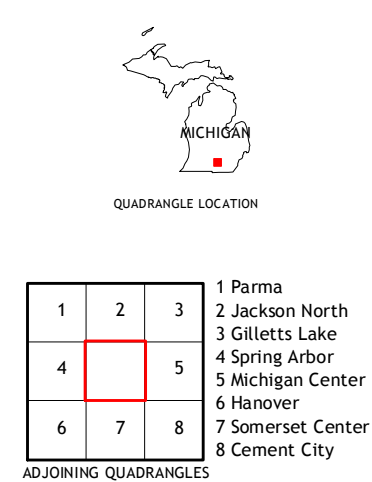 MICHIGAN
QUADRANGLE LOCATION
1 2 3
4 5
6 7 8
ADJOINING QUADRANGLES
1 Parma
2 Jackson North
3 Gilletts Lake
4 Spring Arbor
5 Michigan Center
6 Hanover
7 Somerset Center
8 Cement City